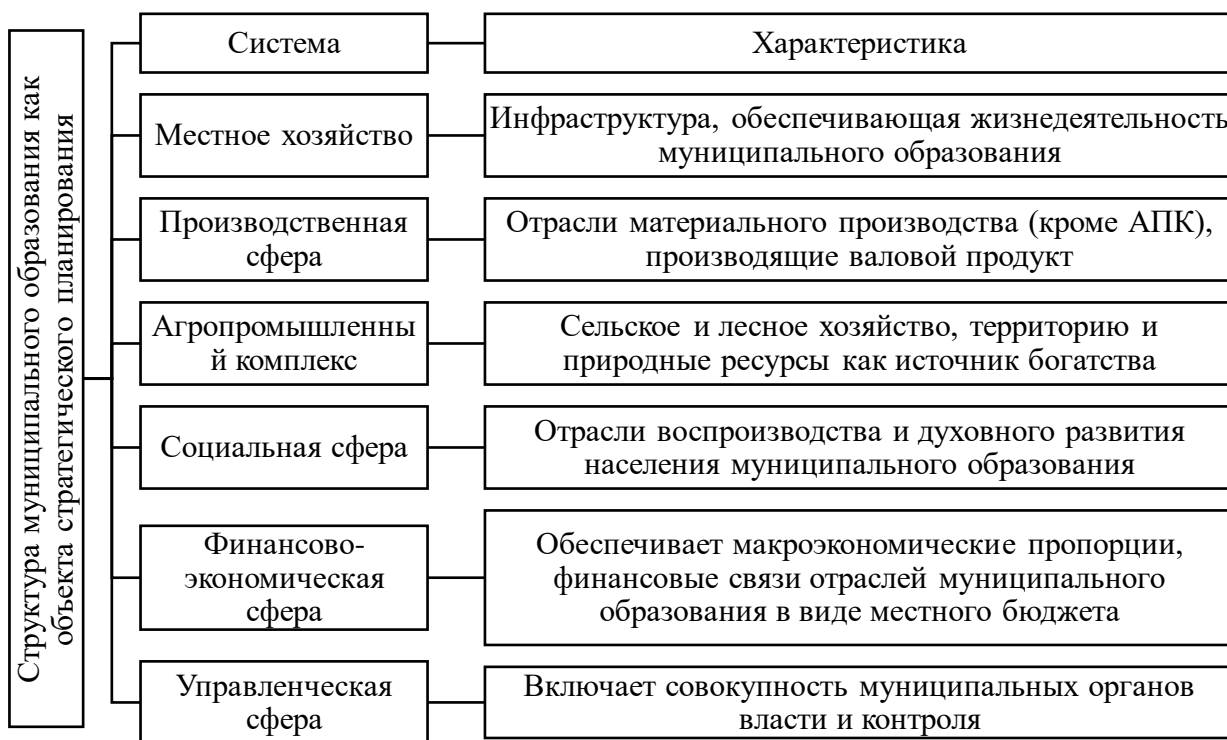 Структура муниципального образования как
объекта стратегического планирования
Система
Характеристика
Местное хозяйство
Инфраструктура, обеспечивающая жизнедеятельность
муниципального образования
Производственная
сфера
Отрасли материального производства (кроме АПК),
производящие валовой продукт
Агропромышленны
й комплекс
Сельское и лесное хозяйство, территорию и
природные ресурсы как источник богатства
Социальная сфера
Отрасли воспроизводства и духовного развития
населения муниципального образования
Финансово-
экономическая
сфера
Обеспечивает макроэкономические пропорции,
финансовые связи отраслей муниципального
образования в виде местного бюджета
Управленческая
сфера
Включает совокупность муниципальных органов
власти и контроля